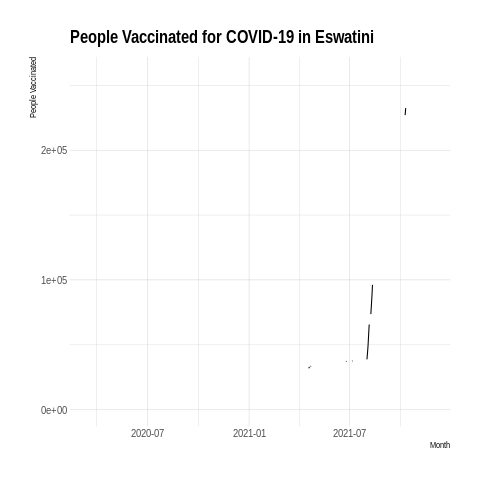 People Vaccinated for COVID-19 in Eswatini
People Vaccinated
2e+05
1e+05
0e+00
2020-07 2021-01 2021-07
Month